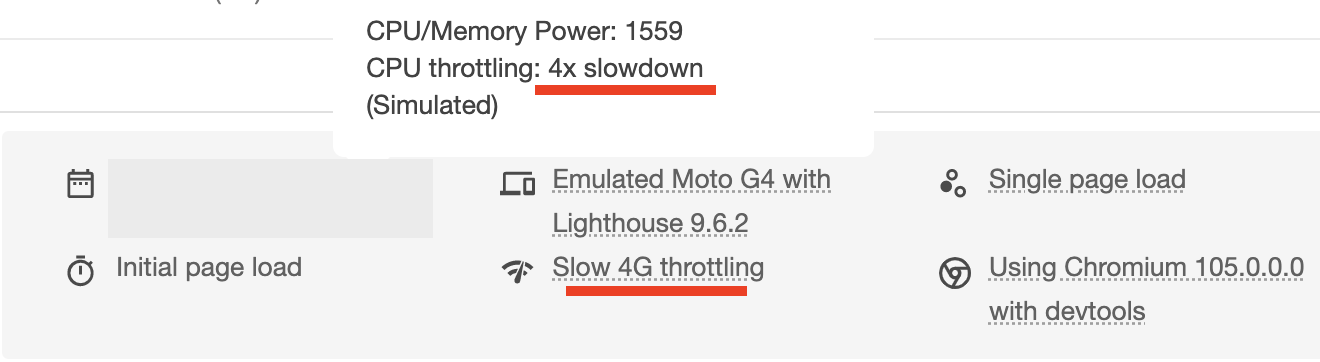 CPU/Memory Power: 1559
CPU throttling: 4x slowdown
(Simulated)
Emulated Moto G4 with
Lighthouse 9.6.2
Single page load
Initial page load
Slow 4G throttling
Using Chromium 105.0.0.0
with devtools